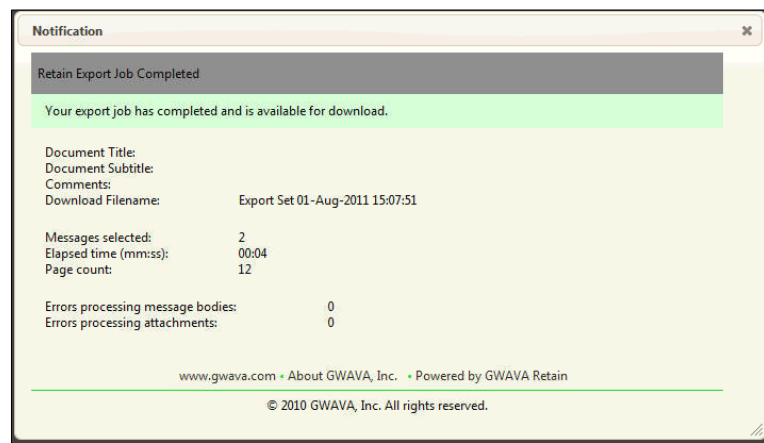 Notification
Retain Export Job Completed
Your export job has completed and is available for download.
Document Title:
Document Subtitle:
Comments:
Download Filename: Export Set 01-Aug-2011 15:07:51
Messages selected: 2
Elapsed time (mm:ss): 00:04
Page count: 12
Errors processing message bodies: 0
Errors processing attachments: 0
www.gwava.com • About GWAVA, Inc. • Powered by GWAVA Retain
© 2010 GWAVA, Inc. All rights reserved.